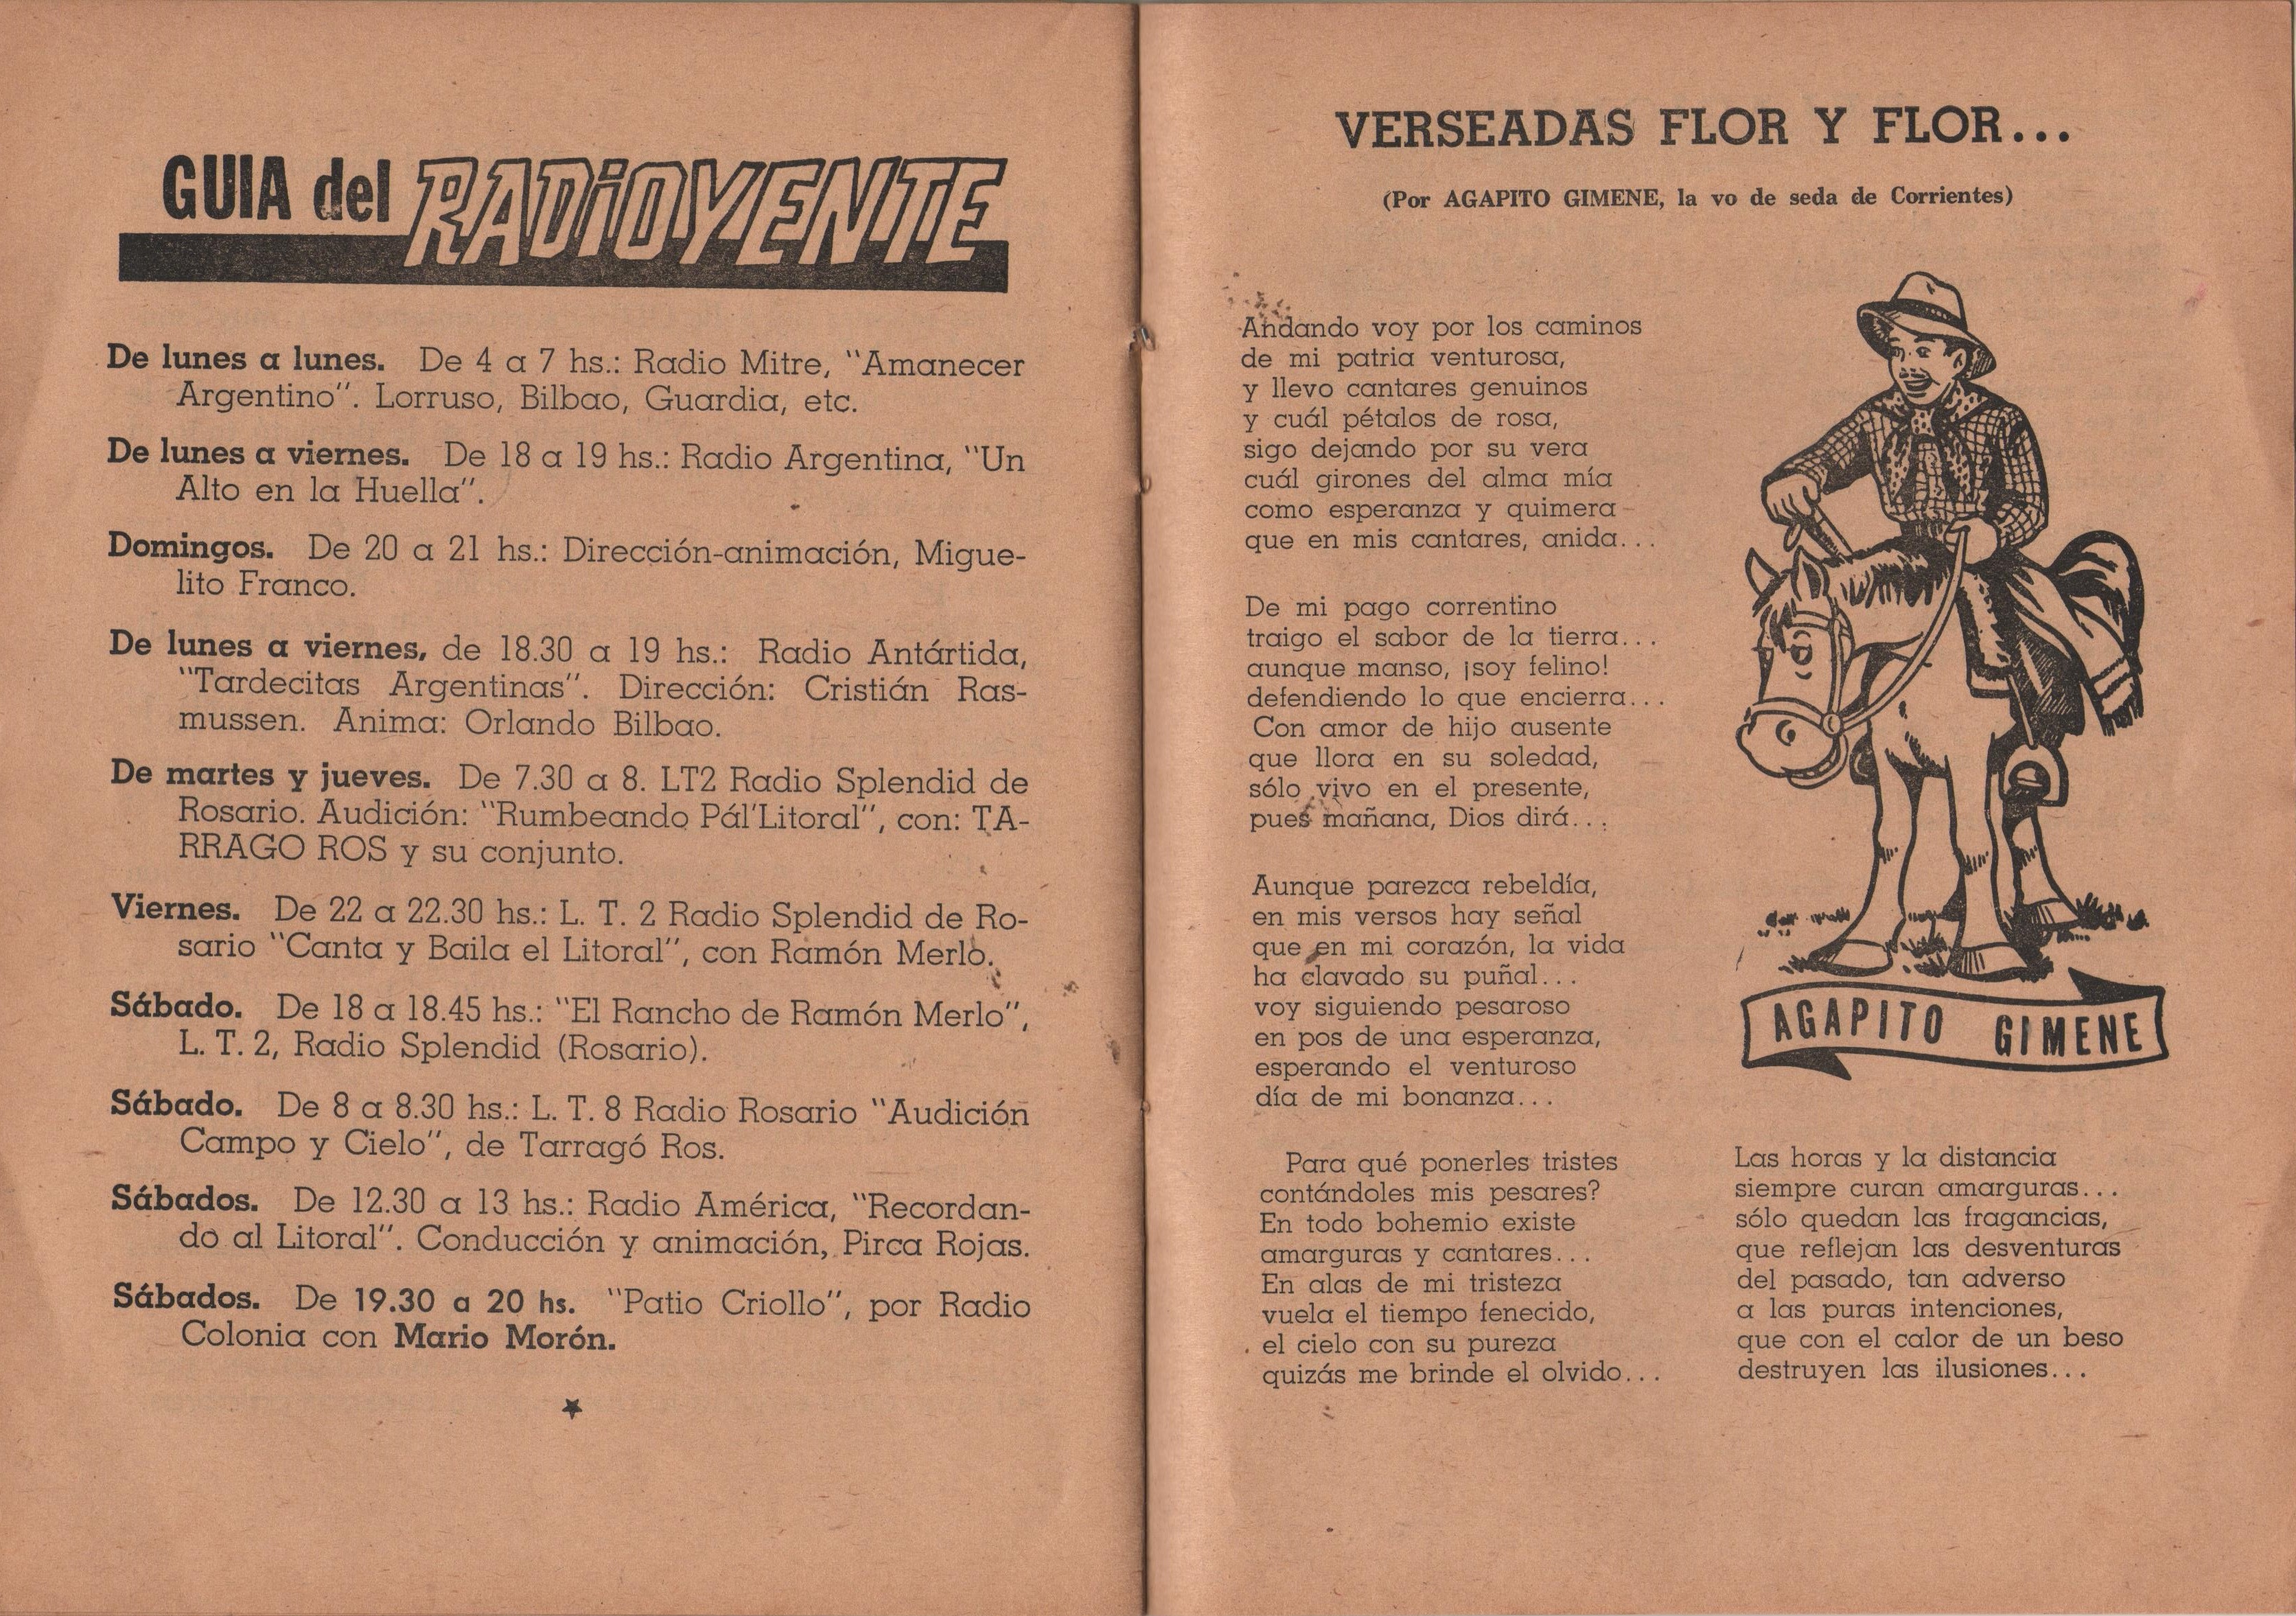 GUIA del RADIOYENTE
De lunes a lunes. De 4 a 7 hs.: Radio Mitre, "Amanecer
Argentino". Lorruso, Bilbao, Guardia, etc.
De lunes a viernes. De 18 a 19 hs.: Radio Argentina, "Un
Alto en la Huella".
Domingos. De 20 a 21 hs.: Dirección-animación, Migue-
lito Franco.
De lunes a viernes, de 18.30 a 19 hs.: Radio Antártida,
"Tardecitas Argentinas". Dirección: Cristián Ras-
mussen. Anima: Orlando Bilbao.
De martes y jueves. De 7.30 a 8. LT2 Radio Splendid de
Rosario. Audición: "Rumbeando Pál'Litoral", con: TA-
RRAGO ROS y su conjunto.
Viernes. De 22 a 22.30 hs.: L. T. 2 Radio Splendid de Ro-
sario "Canta y Baila el Litoral", con Ramón Merlo.
Sábado. De 18 a 18.45 hs.: "El Rancho de Ramón Merlo",
L. T. 2, Radio Splendid (Rosario).
Sábado. De 8 a 8.30 hs.: L. T. 8 Radio Rosario "Audición
Campo y Cielo", de Tarragó Ros.
Sábados. De 12.30 a 13 hs.: Radio América, "Recordan-
do al Litoral". Conducción y animación, Pirca Rojas.
Sábados. De 19.30 a 20 hs. "Patio Criollo", por Radio
Colonia con Mario Morón.
VERSEADAS FLOR Y FLOR...
(Por AGAPITO GIMENE, la vo de seda de Corrientes)
Andando voy por los caminos
de mi patria venturosa,
y llevo cantares genuinos
y cuál pétalos de rosa,
sigo dejando por su vera
cuál girones del alma mía
como esperanza y quimera
que en mis cantares, anida...
De mi pago correntino
traigo el sabor de la tierra...
aunque manso, ¡soy felino!
defendiendo lo que encierra...
Con amor de hijo ausente
que llora en su soledad,
sólo vivo en el presente,
pues mañana, Dios dirá...
Aunque parezca rebeldía,
en mis versos hay señal
que en mi corazón, la vida
ha clavado su puñal...
voy siguiendo pesaroso
en pos de una esperanza,
esperando el venturoso
día de mi bonanza...
Para qué ponerles tristes
contándoles mis pesares?
En todo bohemio existe
amarguras y cantares...
En alas de mi tristeza
vuela el tiempo fenecido,
el cielo con su pureza
quizás me brinde el olvido...
AGAPITO GIMENE
Las horas y la distancia
siempre curan amarguras...
sólo quedan las fragancias,
que reflejan las desventuras
del pasado, tan adverso
a las puras intenciones,
que con el calor de un beso
destruyen las ilusiones...